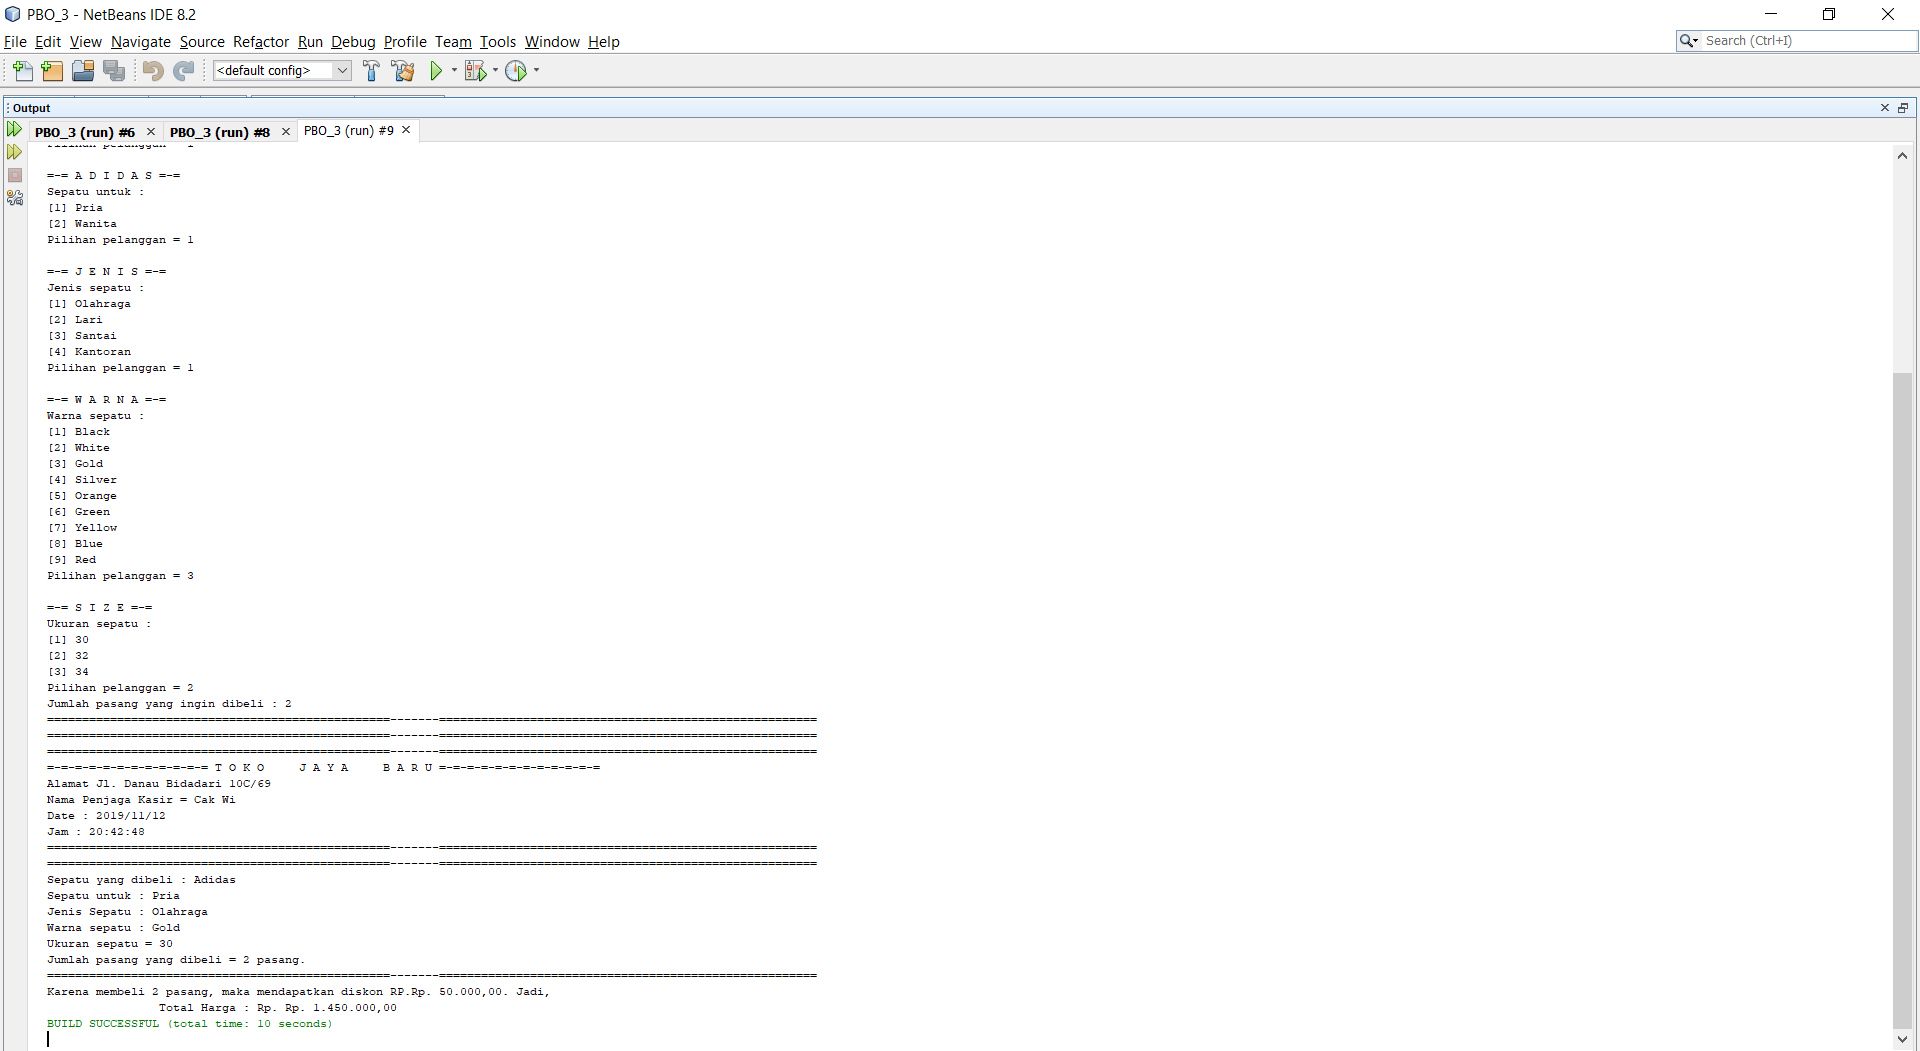 PBO_3 - NetBeans IDE 8.2
File Edit View Navigate Source Refactor Run Debug Profile Team Tools Window Help
Search (Ctrl+I)
<default config>
Output
PBO_3 (run) #6 PBO_3 (run) #8 PBO_3 (run) #9
=-= A D I D A S =-=
Sepatu untuk :
[1] Pria
[2] Wanita
Pilihan pelanggan = 1
=-= J E N I S =-=
Jenis sepatu :
[1] Olahraga
[2] Lari
[3] Santai
[4] Kantoran
Pilihan pelanggan = 1
=-= W A R N A =-=
Warna sepatu :
[1] Black
[2] White
[3] Gold
[4] Silver
[5] Orange
[6] Green
[7] Yellow
[8] Blue
[9] Red
Pilihan pelanggan = 3
=-= S I Z E =-=
Ukuran sepatu :
[1] 30
[2] 32
[3] 34
Pilihan pelanggan = 2
Jumlah pasang yang ingin dibeli : 2
=================================================-------======================================================
=================================================-------======================================================
=================================================-------======================================================
=-=-=-=-=-=-=-=-=-=-=-= T O K O     J A Y A     B A R U =-=-=-=-=-=-=-=-=-=-=-=
Alamat Jl. Danau Bidadari 10C/69
Nama Penjaga Kasir = Cak Wi
Date : 2019/11/12
Jam : 20:42:48
=================================================-------======================================================
=================================================-------======================================================
Sepatu yang dibeli : Adidas
Sepatu untuk : Pria
Jenis Sepatu : Olahraga
Warna sepatu : Gold
Ukuran sepatu = 30
Jumlah pasang yang dibeli = 2 pasang.
=================================================-------======================================================
Karena membeli 2 pasang, maka mendapatkan diskon RP.Rp. 50.000,00. Jadi,
Total Harga : Rp. Rp. 1.450.000,00
BUILD SUCCESSFUL (total time: 10 seconds)